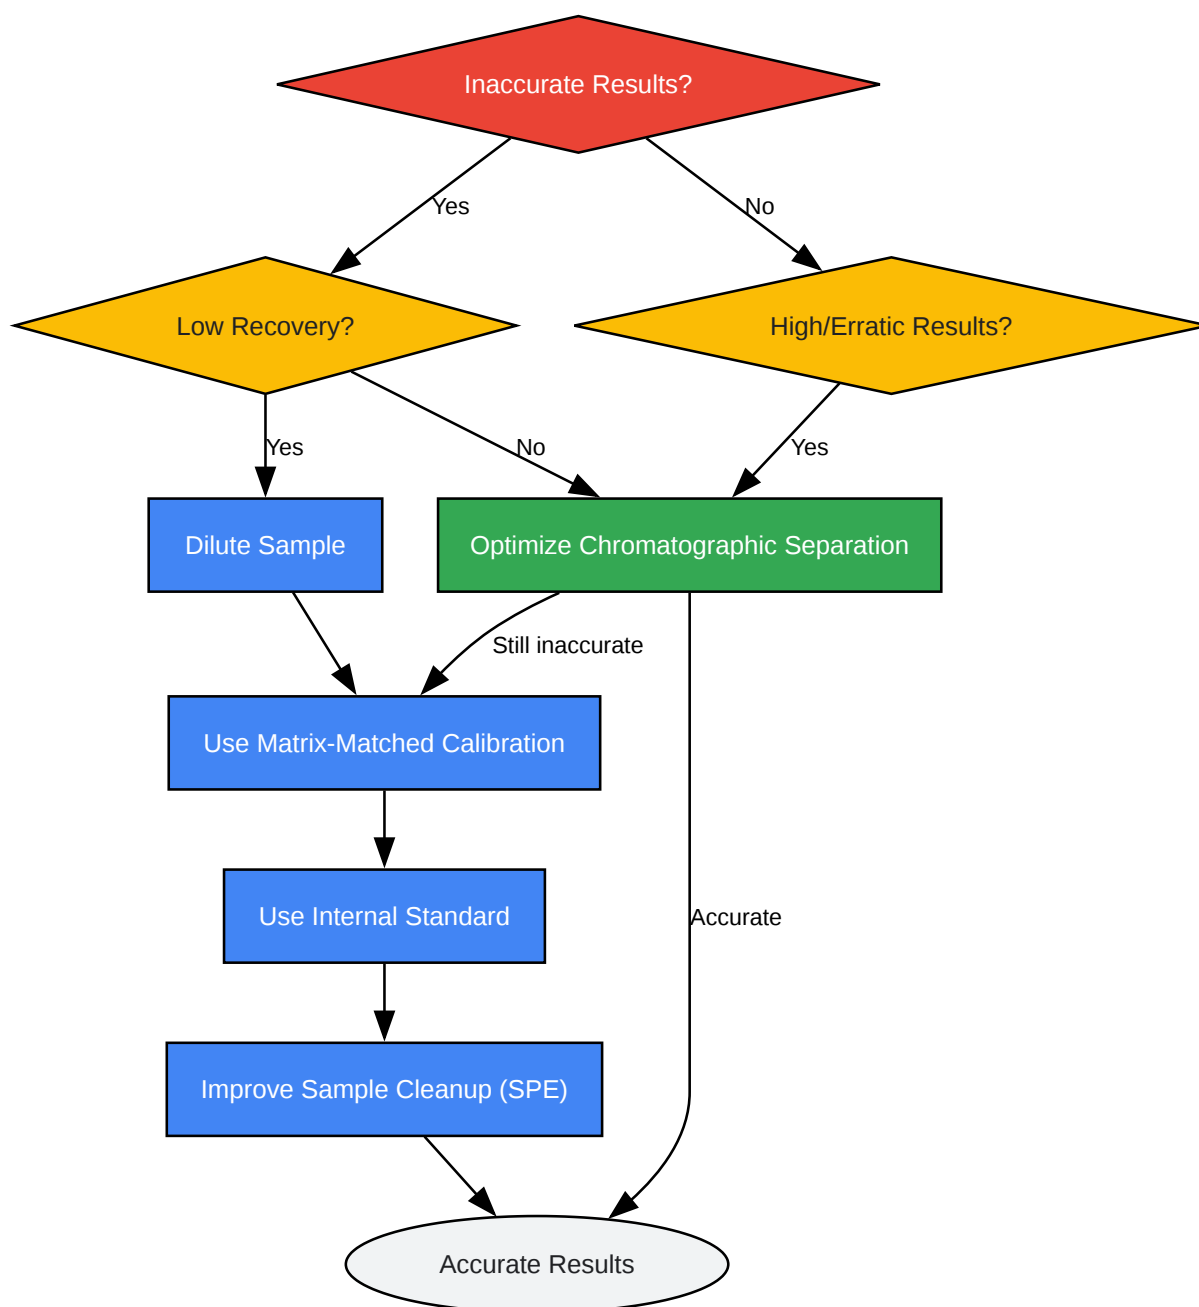 Inaccurate Results?
Yes
No
Low Recovery?
High/Erratic Results?
Yes
No
Yes
Dilute Sample
Optimize Chromatographic Separation
Still inaccurate
Use Matrix-Matched Calibration
Use Internal Standard
Accurate
Improve Sample Cleanup (SPE)
Accurate Results